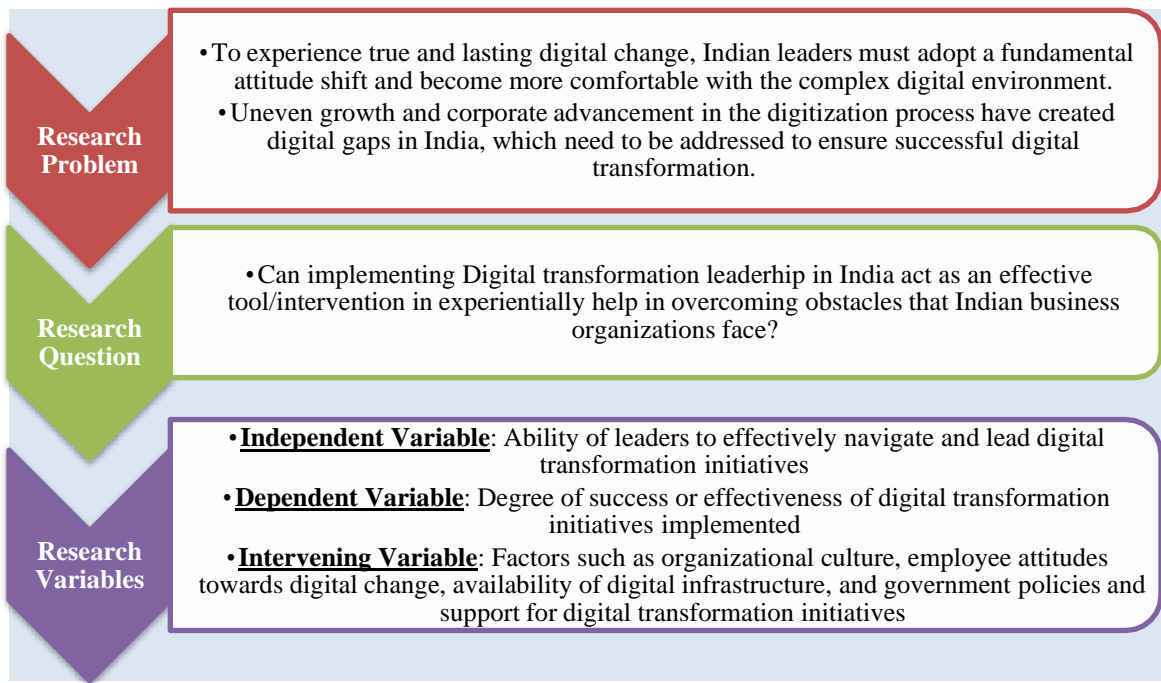 Research
Problem
•To experience true and lasting digital change, Indian leaders must adopt a fundamental
attitude shift and become more comfortable with the complex digital environment.
•Uneven growth and corporate advancement in the digitization process have created
digital gaps in India, which need to be addressed to ensure successful digital
transformation.
Research
Question
•Can implementing Digital transformation leaderhip in India act as an effective
tool/intervention in experientially help in overcoming obstacles that Indian business
organizations face?
Research
Variables
•Independent Variable: Ability of leaders to effectively navigate and lead digital
transformation initiatives
•Dependent Variable: Degree of success or effectiveness of digital transformation
initiatives implemented
•Intervening Variable: Factors such as organizational culture, employee attitudes
towards digital change, availability of digital infrastructure, and government policies and
support for digital transformation initiatives